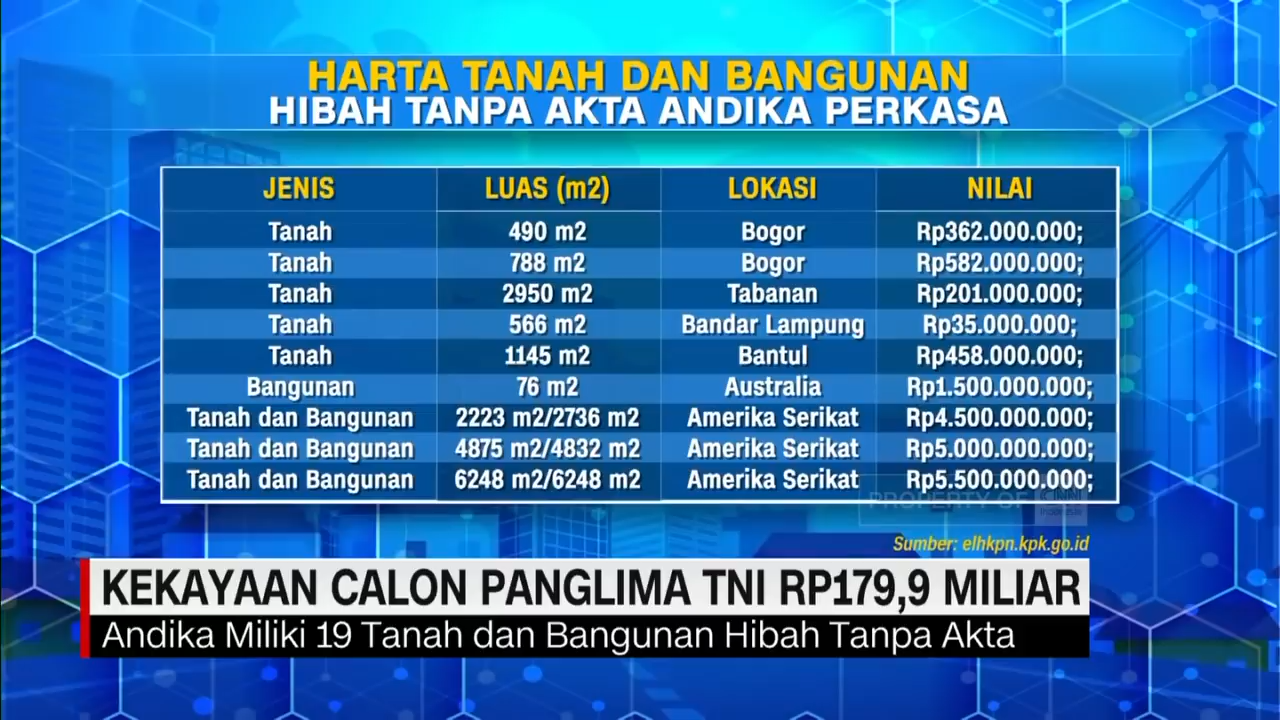 HARTA TANAH DAN BANGUNAN
HIBAH TANPA AKTA ANDIKA PERKASA
JENIS LUAS (m2) LOKASI NILAI
Tanah 490 m2 Bogor Rp362.000.000;
Tanah 788 m2 Bogor Rp582.000.000;
Tanah 2950 m2 Tabanan Rp201.000.000;
Tanah 566 m2 Bandar Lampung Rp35.000.000;
Tanah 1145 m2 Bantul Rp458.000.000;
Bangunan 76 m2 Australia Rp1.500.000.000;
Tanah dan Bangunan 2223 m2/2736 m2 Amerika Serikat Rp4.500.000.000;
Tanah dan Bangunan 4875 m2/4832 m2 Amerika Serikat Rp5.000.000.000;
Tanah dan Bangunan 6248 m2/6248 m2 Amerika Serikat Rp5.500.000.000;
PROPERTY OF CNN Indonesia
Sumber: elhkpn.kpk.go.id
KEKAYAAN CALON PANGLIMA TNI RP179,9 MILIAR
Andika Miliki 19 Tanah dan Bangunan Hibah Tanpa Akta